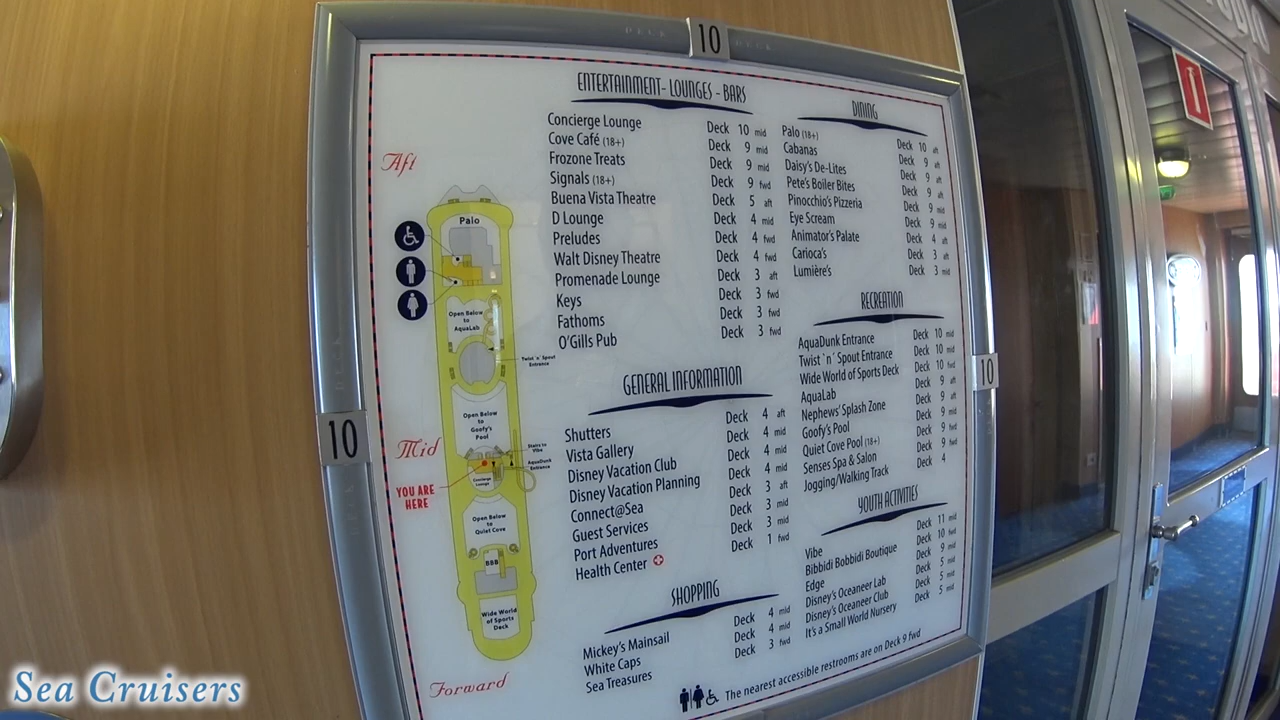 10
DECK
DECK
10
10
Aft
Palo
Open Below to AquaLab
Twist 'n' Spout Entrance
Open Below to Goofy's Pool
Mid
Stairs to Vibe
AquaDunk Entrance
Concierge Lounge
YOU ARE HERE
Open Below to Quiet Cove
BBB
Wide World of Sports Deck
Forward
ENTERTAINMENT- LOUNGES - BARS
Concierge Lounge Deck 10 mid
Cove Café (18+) Deck 9 mid
Frozone Treats Deck 9 mid
Signals (18+) Deck 9 fwd
Buena Vista Theatre Deck 5 aft
D Lounge Deck 4 mid
Preludes Deck 4 fwd
Walt Disney Theatre Deck 4 fwd
Promenade Lounge Deck 3 aft
Keys Deck 3 fwd
Fathoms Deck 3 fwd
O'Gills Pub Deck 3 fwd
GENERAL INFORMATION
Shutters Deck 4 aft
Vista Gallery Deck 4 mid
Disney Vacation Club Deck 4 mid
Disney Vacation Planning Deck 4 mid
Connect@Sea Deck 3 aft
Guest Services Deck 3 mid
Port Adventures Deck 3 mid
Health Center Deck 1 fwd
SHOPPING
Mickey's Mainsail Deck 4 mid
White Caps Deck 4 mid
Sea Treasures Deck 3 fwd
DINING
Palo (18+) Deck 10 aft
Cabanas Deck 9 aft
Daisy's De-Lites Deck 9 aft
Pete's Boiler Bites Deck 9 aft
Pinocchio's Pizzeria Deck 9 mid
Eye Scream Deck 9 mid
Animator's Palate Deck 4 aft
Carioca's Deck 3 aft
Lumière's Deck 3 mid
RECREATION
AquaDunk Entrance Deck 10 mid
Twist `n´ Spout Entrance Deck 10 mid
Wide World of Sports Deck Deck 10 fwd
AquaLab Deck 9 aft
Nephews' Splash Zone Deck 9 aft
Goofy's Pool Deck 9 mid
Quiet Cove Pool (18+) Deck 9 fwd
Senses Spa & Salon Deck 9 fwd
Jogging/Walking Track Deck 4
YOUTH ACTIVITIES
Vibe Deck 11 mid
Bibbidi Bobbidi Boutique Deck 10 fwd
Edge Deck 9 mid
Disney's Oceaneer Lab Deck 5 mid
Disney's Oceaneer Club Deck 5 mid
It's a Small World Nursery Deck 5 mid
The nearest accessible restrooms are on Deck 9 fwd
Sea Cruisers